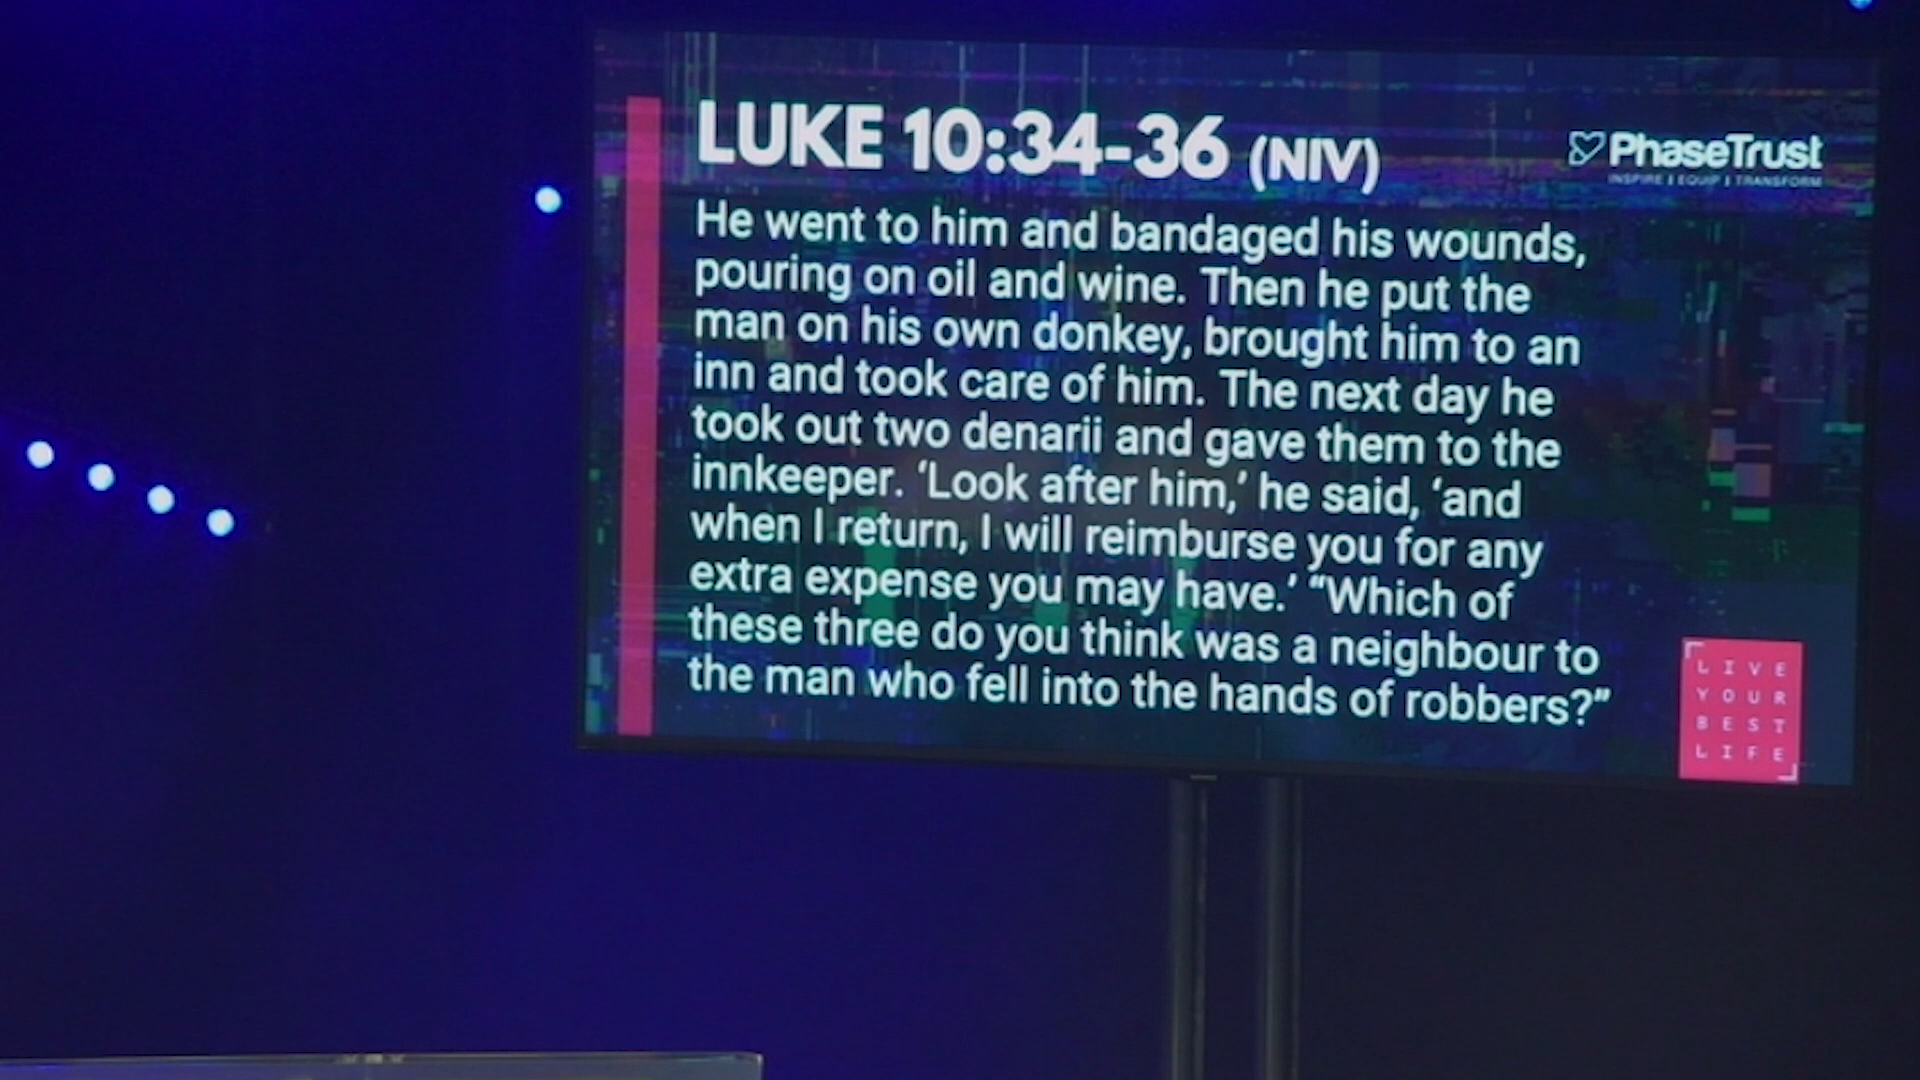 LUKE 10:34-36 (NIV)
PhaseTrust
INSPIRE | EQUIP | TRANSFORM
He went to him and bandaged his wounds,
pouring on oil and wine. Then he put the
man on his own donkey, brought him to an
inn and took care of him. The next day he
took out two denarii and gave them to the
innkeeper. ‘Look after him,’ he said, ‘and
when I return, I will reimburse you for any
extra expense you may have.’ “Which of
these three do you think was a neighbour to
the man who fell into the hands of robbers?”
LIVE
YOUR
BEST
LIFE